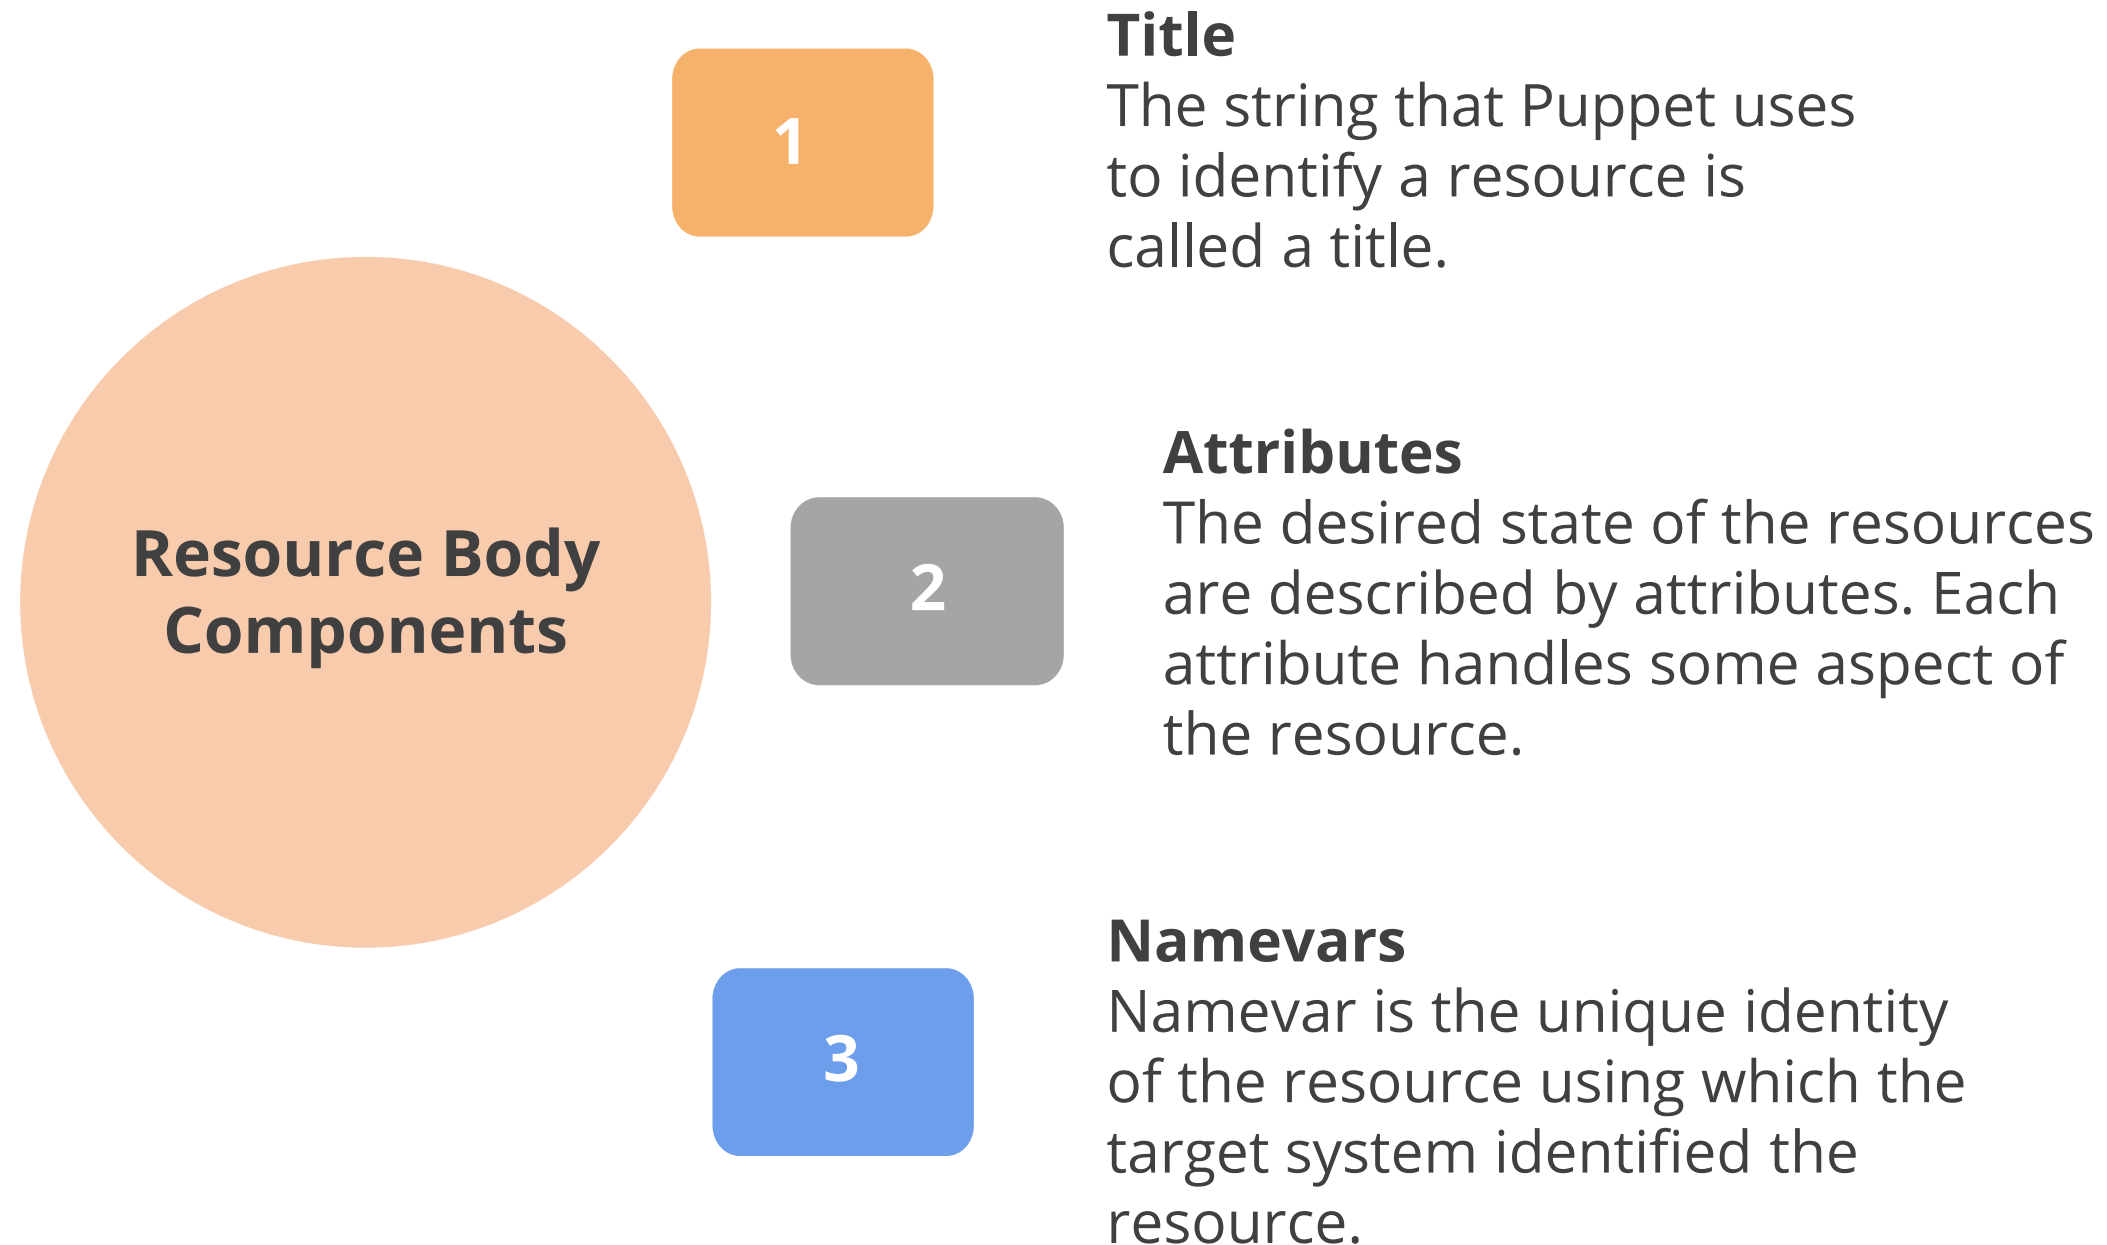 Resource Body
Components
1
Title
The string that Puppet uses
to identify a resource is
called a title.
2
Attributes
The desired state of the resources
are described by attributes. Each
attribute handles some aspect of
the resource.
3
Namevars
Namevar is the unique identity
of the resource using which the
target system identified the
resource.